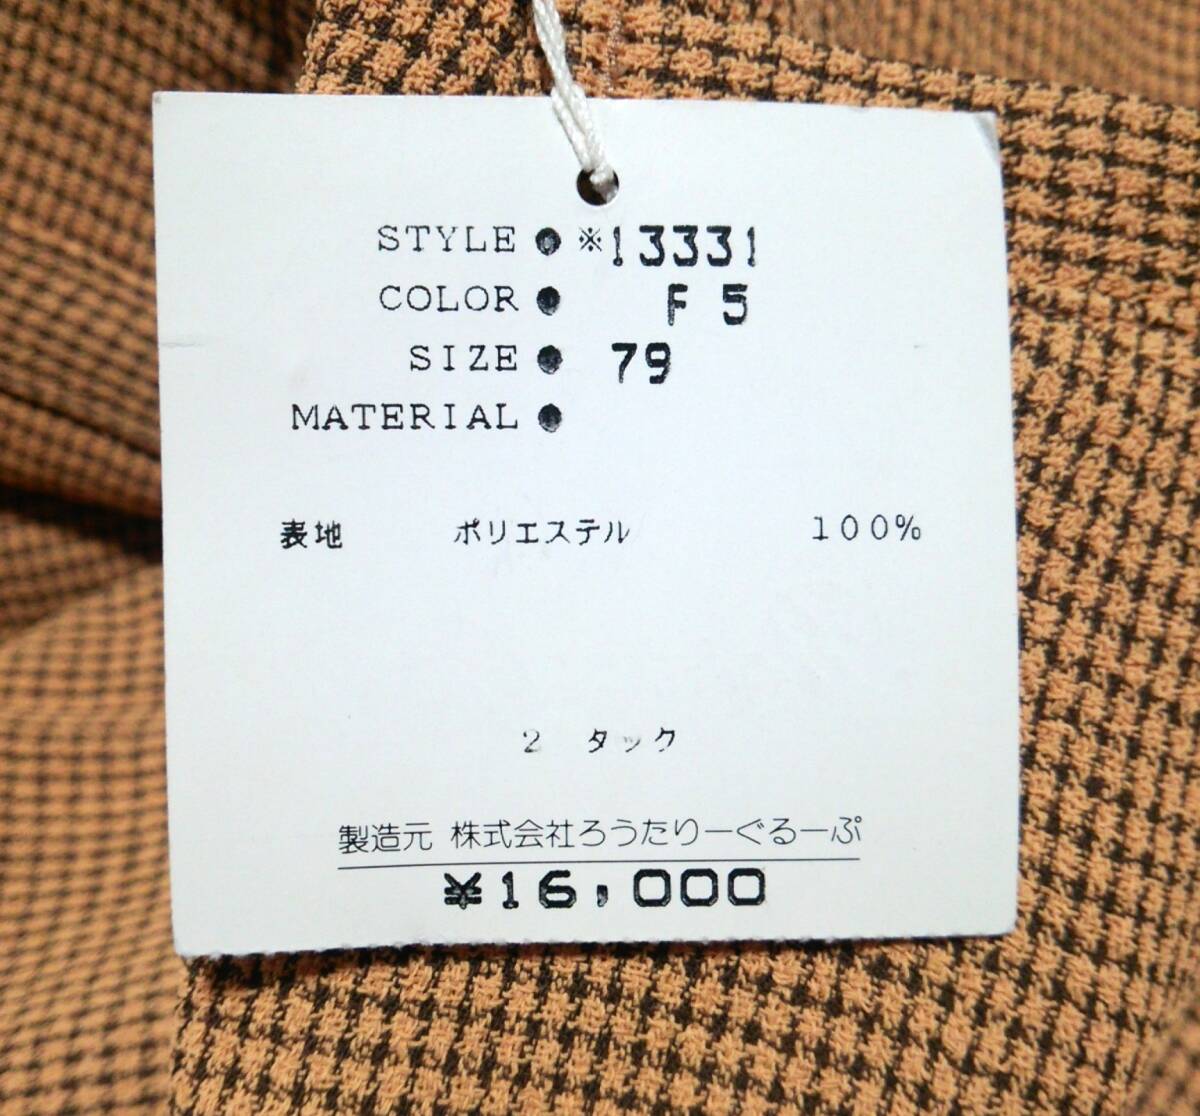 STYLE ● ※13331
COLOR ● F 5
SIZE ● 79
MATERIAL ●
表地 ポリエステル 100%
2 タック
製造元 株式会社ろうたりーぐるーぷ
¥16,000